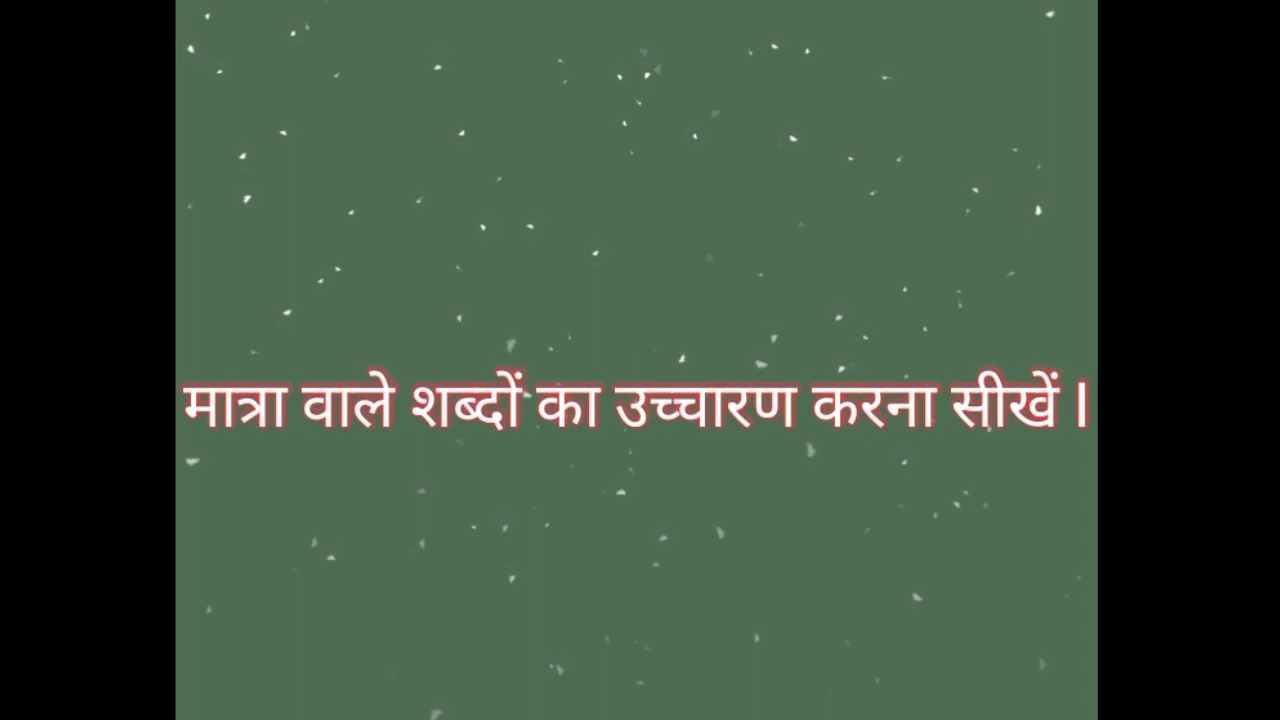 मात्रा वाले शब्दों का उच्चारण करना सीखें ।